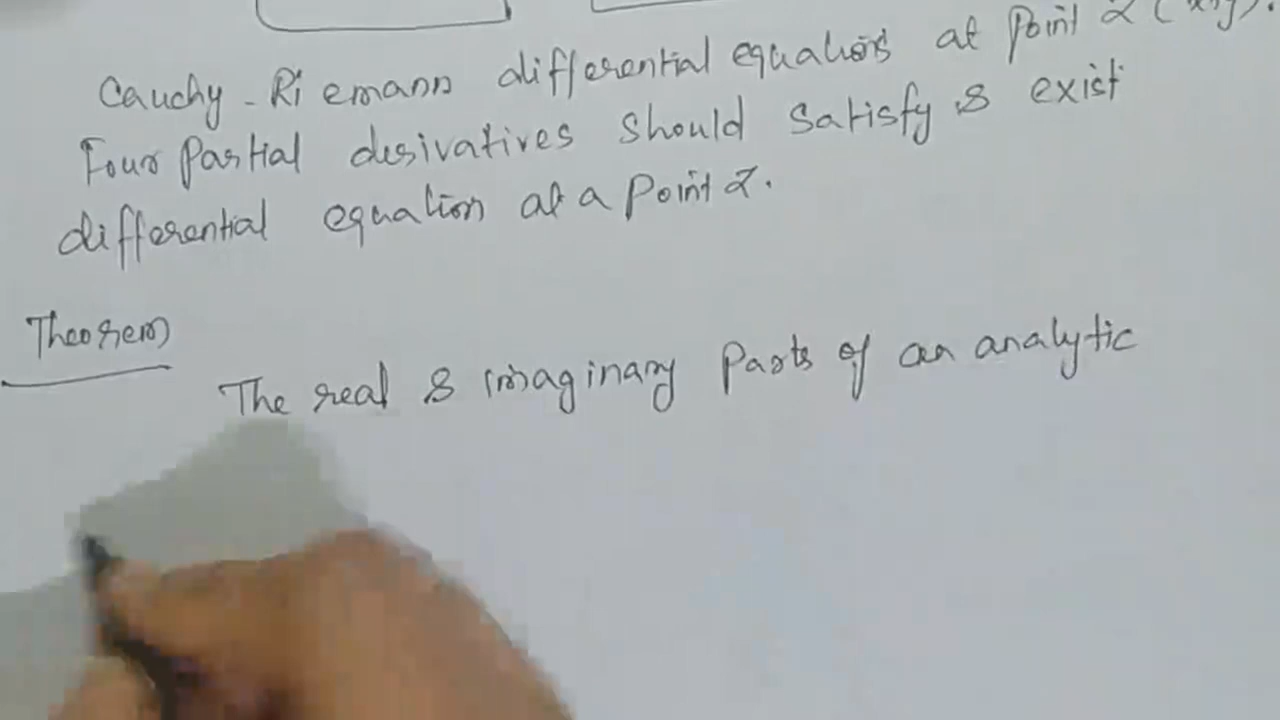 Cauchy - Riemann differential equations at point z (x,y).
Four partial derivatives should satisfy & exist
differential equation at a point z.
Theorem
The real & imaginary parts of an analytic